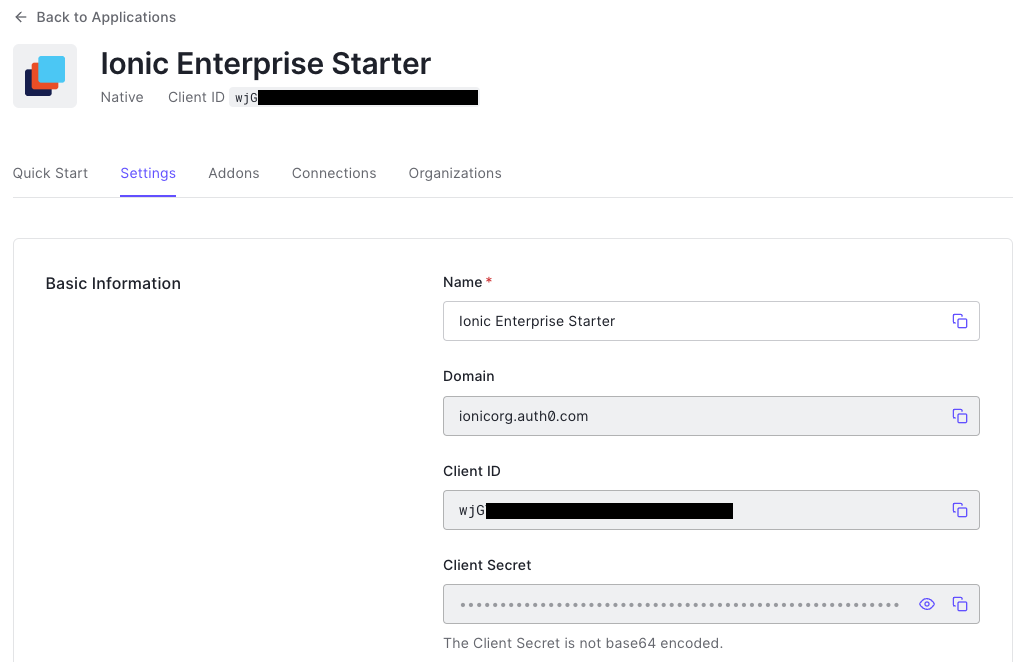 Back to Applications
Ionic Enterprise Starter
Native Client ID wjG
Quick Start Settings Addons Connections Organizations
Basic Information
Name *
Ionic Enterprise Starter
Domain
ionicorg.auth0.com
Client ID
wjG
Client Secret
••••••••••••••••••••••••••••••••••••••••••••••••••••••••
The Client Secret is not base64 encoded.